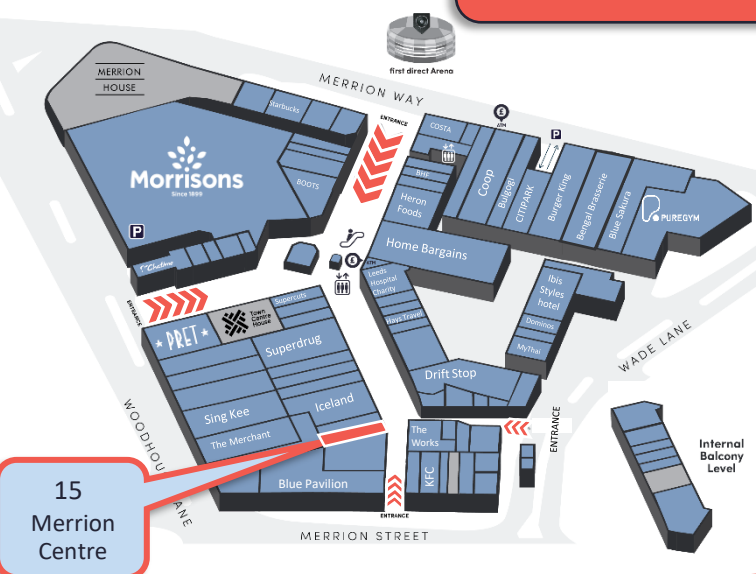 first direct Arena
MERRION WAY
MERRION
HOUSE
Starbucks
ENTRANCE
COSTA
£
ATM
P
Morrisons
Since 1899
BOOTS
BHF
Heron
Foods
Coop
Bulgogi
CITIPARK
Burger King
Bengal Brasserie
Blue Sakura
PUREGYM
P
Home Bargains
£
ATM
Leeds
Hospital
Charity
Ibis
Styles
hotel
ENTRANCE
PRET
Town
Centre
House
Supercuts
Hays Travel
Dominos
MyThai
Superdrug
Drift Stop
WADE LANE
Sing Kee
Iceland
The Merchant
The
Works
KFC
ENTRANCE
Internal
Balcony
Level
WOODHOU
LANE
Blue Pavilion
ENTRANCE
MERRION STREET
15
Merrion
Centre